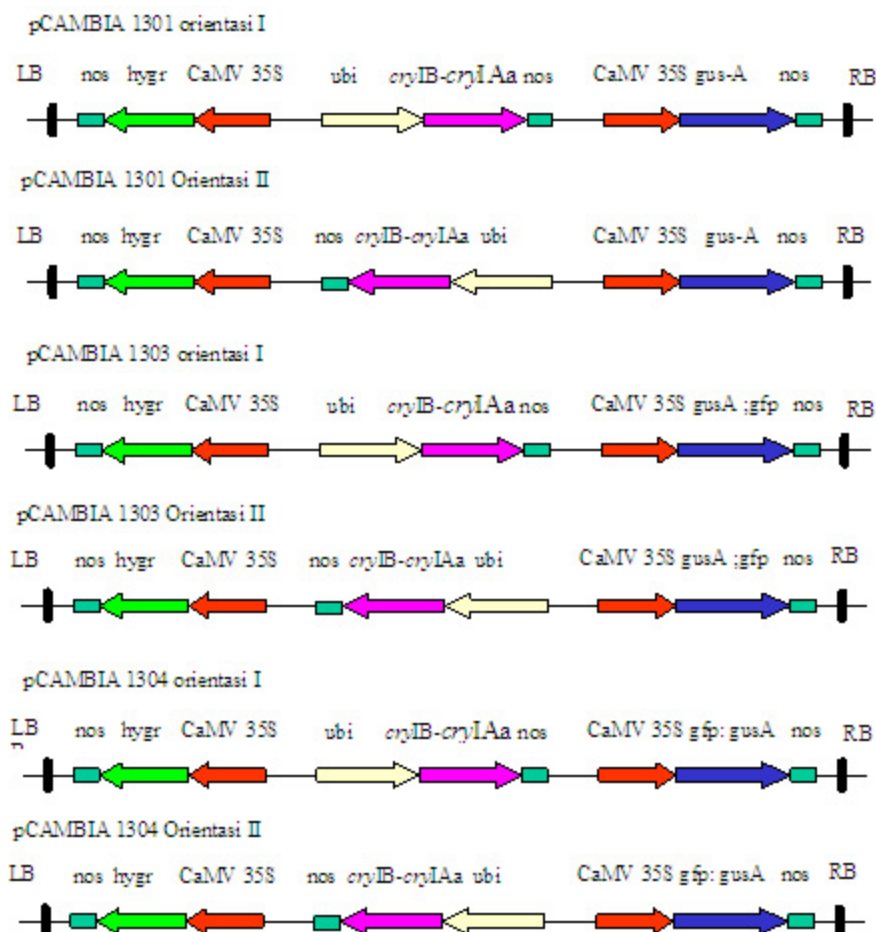 pCAMBIA 1301 orientasi I
LB nos hygr CaMV 35S ubi cryIB-cryIAa nos CaMV 35S gus-A nos RB
pCAMBIA 1301 Orientasi II
LB nos hygr CaMV 35S nos cryIB-cryIAa ubi CaMV 35S gus-A nos RB
pCAMBIA 1303 orientasi I
LB nos hygr CaMV 35S ubi cryIB-cryIAa nos CaMV 35S gusA ;gfp nos RB
pCAMBIA 1303 Orientasi II
LB nos hygr CaMV 35S nos cryIB-cryIAa ubi CaMV 35S gusA ;gfp nos RB
pCAMBIA 1304 orientasi I
LB nos hygr CaMV 35S ubi cryIB-cryIAa nos CaMV 35S gfp: gusA nos RB
pCAMBIA 1304 Orientasi II
LB nos hygr CaMV 35S nos cryIB-cryIAa ubi CaMV 35S gfp: gusA nos RB